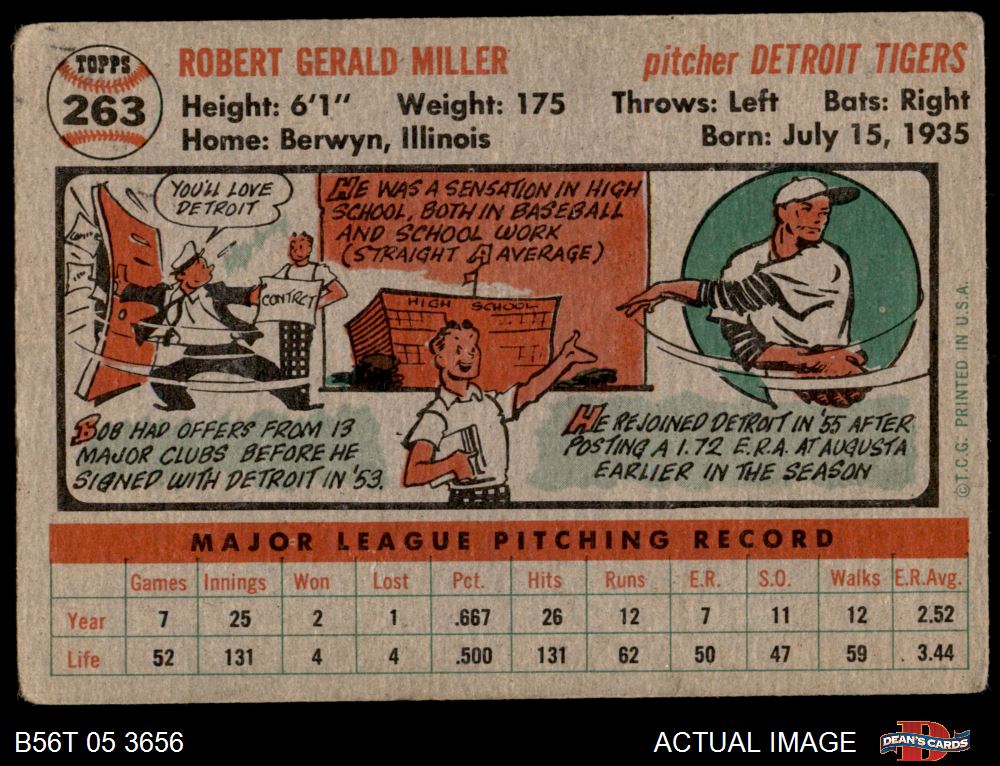 TOPPS
263
ROBERT GERALD MILLER
pitcher DETROIT TIGERS
Height: 6'1" Weight: 175 Throws: Left Bats: Right
Home: Berwyn, Illinois Born: July 15, 1935
YOU'LL LOVE
DETROIT
CONTRCT
HE WAS A SENSATION IN HIGH
SCHOOL, BOTH IN BASEBALL
AND SCHOOL WORK
(STRAIGHT A AVERAGE)
HIGH SCHOOL
BOB HAD OFFERS FROM 13
MAJOR CLUBS BEFORE HE
SIGNED WITH DETROIT IN '53.
HE REJOINED DETROIT IN '55 AFTER
POSTING A 1.72 E.R.A. AT AUGUSTA
EARLIER IN THE SEASON
©T.C.G. PRINTED IN U.S.A.
MAJOR LEAGUE PITCHING RECORD
Games Innings Won Lost Pct. Hits Runs E.R. S.O. Walks E.R.Avg.
Year 7 25 2 1 .667 26 12 7 11 12 2.52
Life 52 131 4 4 .500 131 62 50 47 59 3.44
B56T 05 3656
ACTUAL IMAGE
D
DEAN'S CARDS